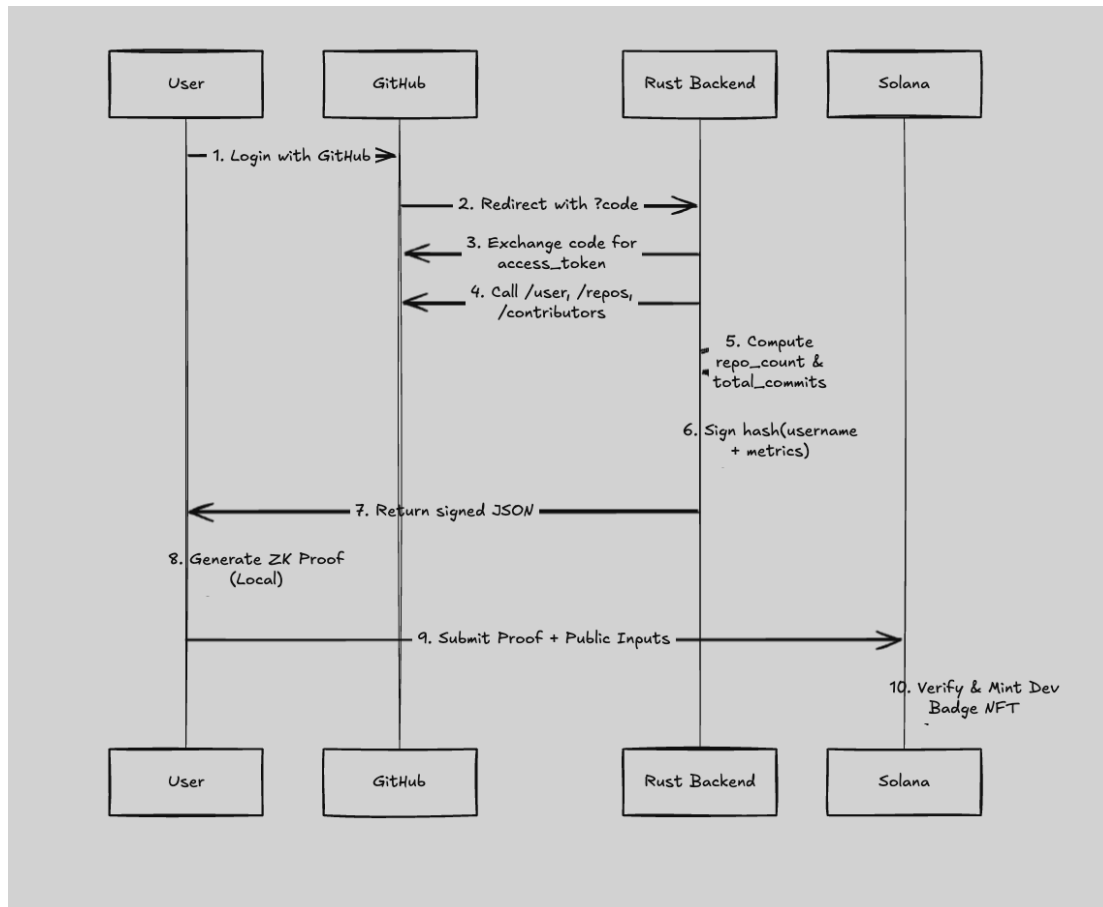 User
GitHub
Rust Backend
Solana
1. Login with GitHub
2. Redirect with ?code
3. Exchange code for
access_token
4. Call /user, /repos,
/contributors
5. Compute
repo_count &
total_commits
6. Sign hash(username
+ metrics)
7. Return signed JSON
8. Generate ZK Proof
(Local)
9. Submit Proof + Public Inputs
10. Verify & Mint Dev
Badge NFT
User
GitHub
Rust Backend
Solana